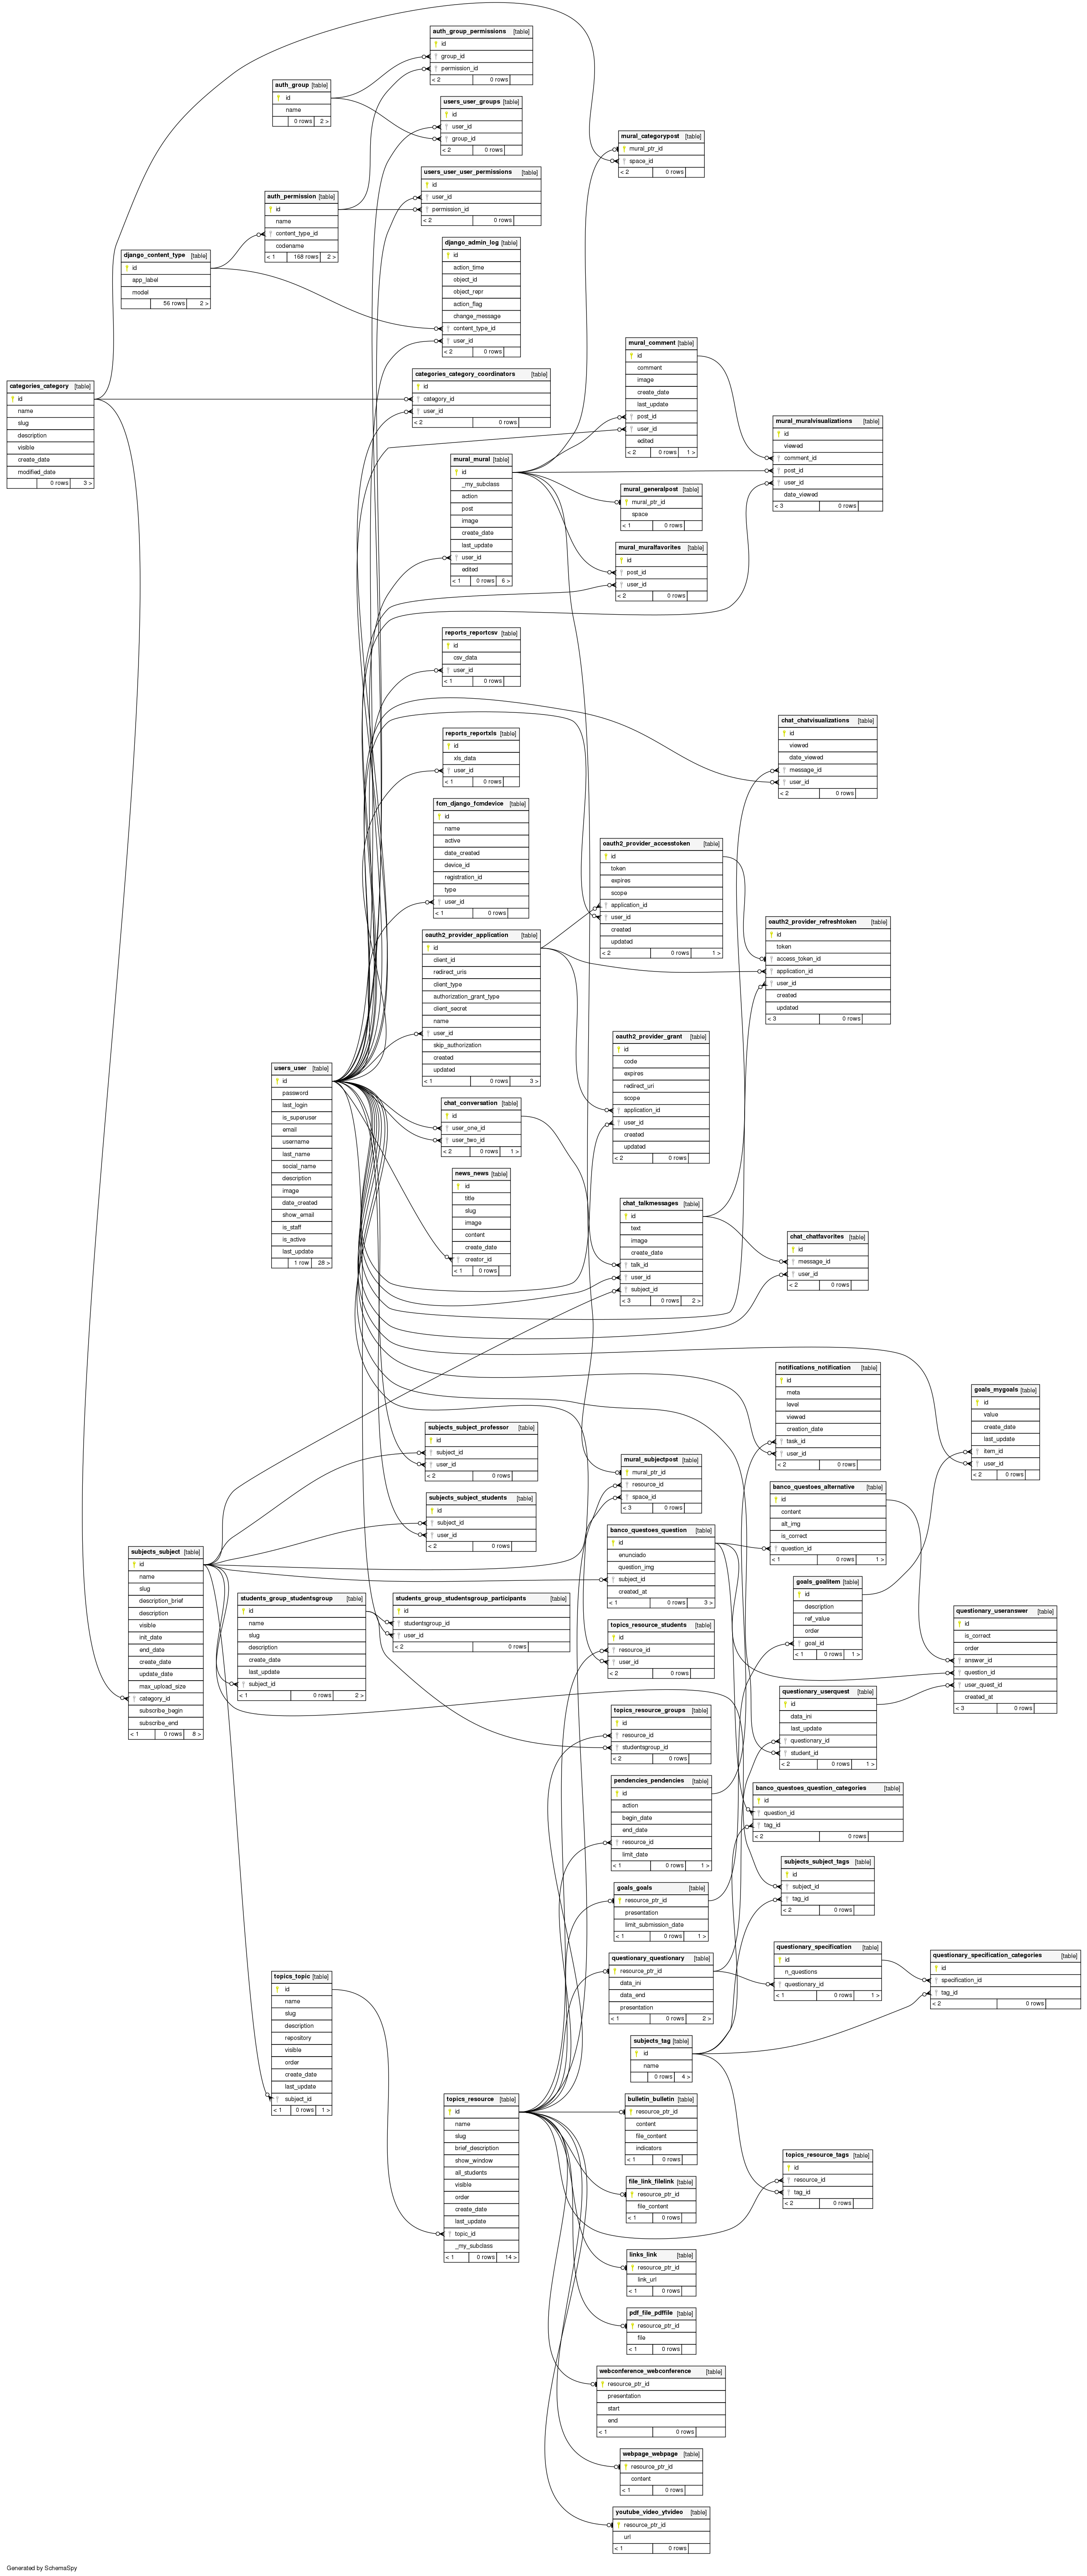 auth_group_permissions [table]
id
group_id
permission_id
< 2 0 rows
auth_group [table]
id
name
0 rows 2 >
users_user_groups [table]
id
user_id
group_id
< 2 0 rows
mural_categorypost [table]
mural_ptr_id
space_id
< 2 0 rows
users_user_user_permissions [table]
id
user_id
permission_id
< 2 0 rows
auth_permission [table]
id
name
content_type_id
codename
< 1 168 rows 2 >
django_content_type [table]
id
app_label
model
56 rows 2 >
django_admin_log [table]
id
action_time
object_id
object_repr
action_flag
change_message
content_type_id
user_id
< 2 0 rows
categories_category [table]
id
name
slug
description
visible
create_date
modified_date
0 rows 3 >
categories_category_coordinators [table]
id
category_id
user_id
< 2 0 rows
mural_comment [table]
id
comment
image
create_date
last_update
post_id
user_id
edited
< 2 0 rows 1 >
mural_muralvisualizations [table]
id
viewed
comment_id
post_id
user_id
date_viewed
< 3 0 rows
mural_mural [table]
id
_my_subclass
action
post
image
create_date
last_update
user_id
edited
< 1 0 rows 6 >
mural_generalpost [table]
mural_ptr_id
space
< 1 0 rows
mural_muralfavorites [table]
id
post_id
user_id
< 2 0 rows
reports_reportcsv [table]
id
csv_data
user_id
< 1 0 rows
reports_reportxls [table]
id
xls_data
user_id
< 1 0 rows
chat_chatvisualizations [table]
id
viewed
date_viewed
message_id
user_id
< 2 0 rows
fcm_django_fcmdevice [table]
id
name
active
date_created
device_id
registration_id
type
user_id
< 1 0 rows
oauth2_provider_accesstoken [table]
id
token
expires
scope
application_id
user_id
created
updated
< 2 0 rows 1 >
oauth2_provider_refreshtoken [table]
id
token
access_token_id
application_id
user_id
created
updated
< 3 0 rows
oauth2_provider_application [table]
id
client_id
redirect_uris
client_type
authorization_grant_type
client_secret
name
user_id
skip_authorization
created
updated
< 1 0 rows 3 >
oauth2_provider_grant [table]
id
code
expires
redirect_uri
scope
application_id
user_id
created
updated
< 2 0 rows
users_user [table]
id
password
last_login
is_superuser
email
username
last_name
social_name
description
image
date_created
show_email
is_staff
is_active
last_update
1 row 28 >
chat_conversation [table]
id
user_one_id
user_two_id
< 2 0 rows 1 >
news_news [table]
id
title
slug
image
content
create_date
creator_id
< 1 0 rows
chat_talkmessages [table]
id
text
image
create_date
talk_id
user_id
subject_id
< 3 0 rows 2 >
chat_chatfavorites [table]
id
message_id
user_id
< 2 0 rows
notifications_notification [table]
id
meta
level
viewed
creation_date
task_id
user_id
< 2 0 rows
goals_mygoals [table]
id
value
create_date
last_update
item_id
user_id
< 2 0 rows
subjects_subject_professor [table]
id
subject_id
user_id
< 2 0 rows
mural_subjectpost [table]
mural_ptr_id
resource_id
space_id
< 3 0 rows
banco_questoes_alternative [table]
id
content
alt_img
is_correct
question_id
< 1 0 rows 1 >
subjects_subject_students [table]
id
subject_id
user_id
< 2 0 rows
banco_questoes_question [table]
id
enunciado
question_img
subject_id
created_at
< 1 0 rows 3 >
subjects_subject [table]
id
name
slug
description_brief
description
visible
init_date
end_date
create_date
update_date
max_upload_size
category_id
subscribe_begin
subscribe_end
< 1 0 rows 8 >
students_group_studentsgroup [table]
id
name
slug
description
create_date
last_update
subject_id
< 1 0 rows 2 >
students_group_studentsgroup_participants [table]
id
studentsgroup_id
user_id
< 2 0 rows
goals_goalitem [table]
id
description
ref_value
order
goal_id
< 1 0 rows 1 >
questionary_useranswer [table]
id
is_correct
order
answer_id
question_id
user_quest_id
created_at
< 3 0 rows
topics_resource_students [table]
id
resource_id
user_id
< 2 0 rows
questionary_userquest [table]
id
data_ini
last_update
questionary_id
student_id
< 2 0 rows 1 >
topics_resource_groups [table]
id
resource_id
studentsgroup_id
< 2 0 rows
pendencies_pendencies [table]
id
action
begin_date
end_date
resource_id
limit_date
< 1 0 rows 1 >
banco_questoes_question_categories [table]
id
question_id
tag_id
< 2 0 rows
subjects_subject_tags [table]
id
subject_id
tag_id
< 2 0 rows
goals_goals [table]
resource_ptr_id
presentation
limit_submission_date
< 1 0 rows 1 >
questionary_questionary [table]
resource_ptr_id
data_ini
data_end
presentation
< 1 0 rows 2 >
questionary_specification [table]
id
n_questions
questionary_id
< 1 0 rows 1 >
questionary_specification_categories [table]
id
specification_id
tag_id
< 2 0 rows
topics_topic [table]
id
name
slug
description
repository
visible
order
create_date
last_update
subject_id
< 1 0 rows 1 >
subjects_tag [table]
id
name
0 rows 4 >
topics_resource [table]
id
name
slug
brief_description
show_window
all_students
visible
order
create_date
last_update
topic_id
_my_subclass
< 1 0 rows 14 >
bulletin_bulletin [table]
resource_ptr_id
content
file_content
indicators
< 1 0 rows
topics_resource_tags [table]
id
resource_id
tag_id
< 2 0 rows
file_link_filelink [table]
resource_ptr_id
file_content
< 1 0 rows
links_link [table]
resource_ptr_id
link_url
< 1 0 rows
pdf_file_pdffile [table]
resource_ptr_id
file
< 1 0 rows
webconference_webconference [table]
resource_ptr_id
presentation
start
end
< 1 0 rows
webpage_webpage [table]
resource_ptr_id
content
< 1 0 rows
youtube_video_ytvideo [table]
resource_ptr_id
url
< 1 0 rows
Generated by SchemaSpy